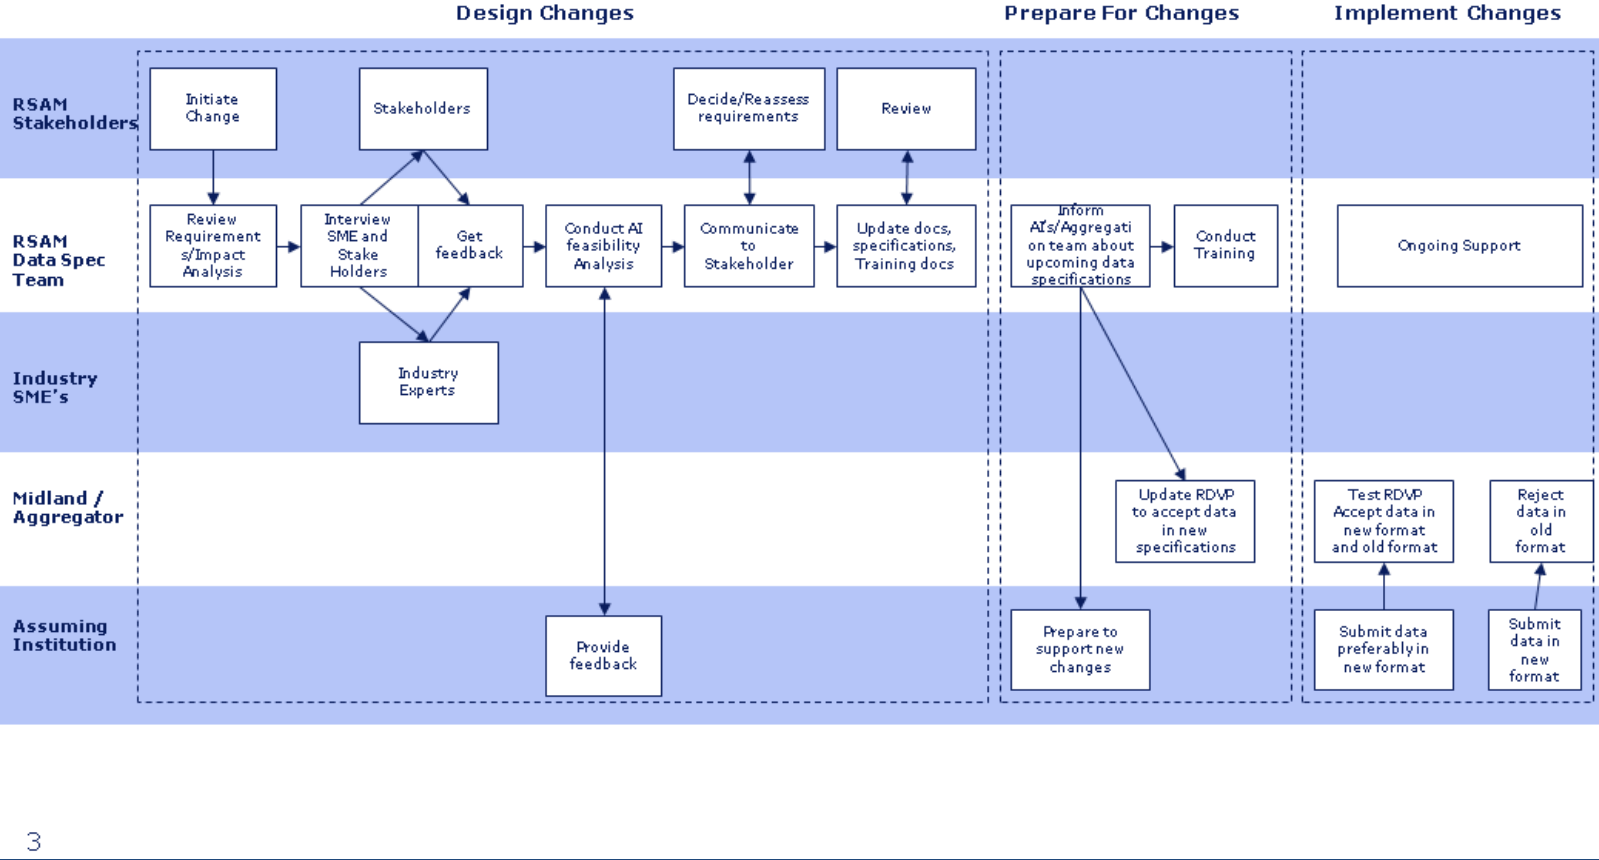 Design Changes
Prepare For Changes
Implement Changes
RSAM
Stakeholders
Initiate
Change
Stakeholders
Decide/Reassess
requirements
Review
RSAM
Data Spec
Team
Review
Requirement
s/Impact
Analysis
Interview
SME and
Stake
Holders
Get
feedback
Conduct AI
feasibility
Analysis
Communicate
to
Stakeholder
Update docs,
specifications,
Training docs
Inform
AI's/Aggregati
on team about
upcoming data
specifications
Conduct
Training
Ongoing Support
Industry
SME's
Industry
Experts
Midland /
Aggregator
Update RDVP
to accept data
in new
specifications
Test RDVP
Accept data in
new format
and old format
Reject
data in
old
format
Assuming
Institution
Provide
feedback
Prepare to
support new
changes
Submit data
preferably in
new format
Submit
data in
new
format
3